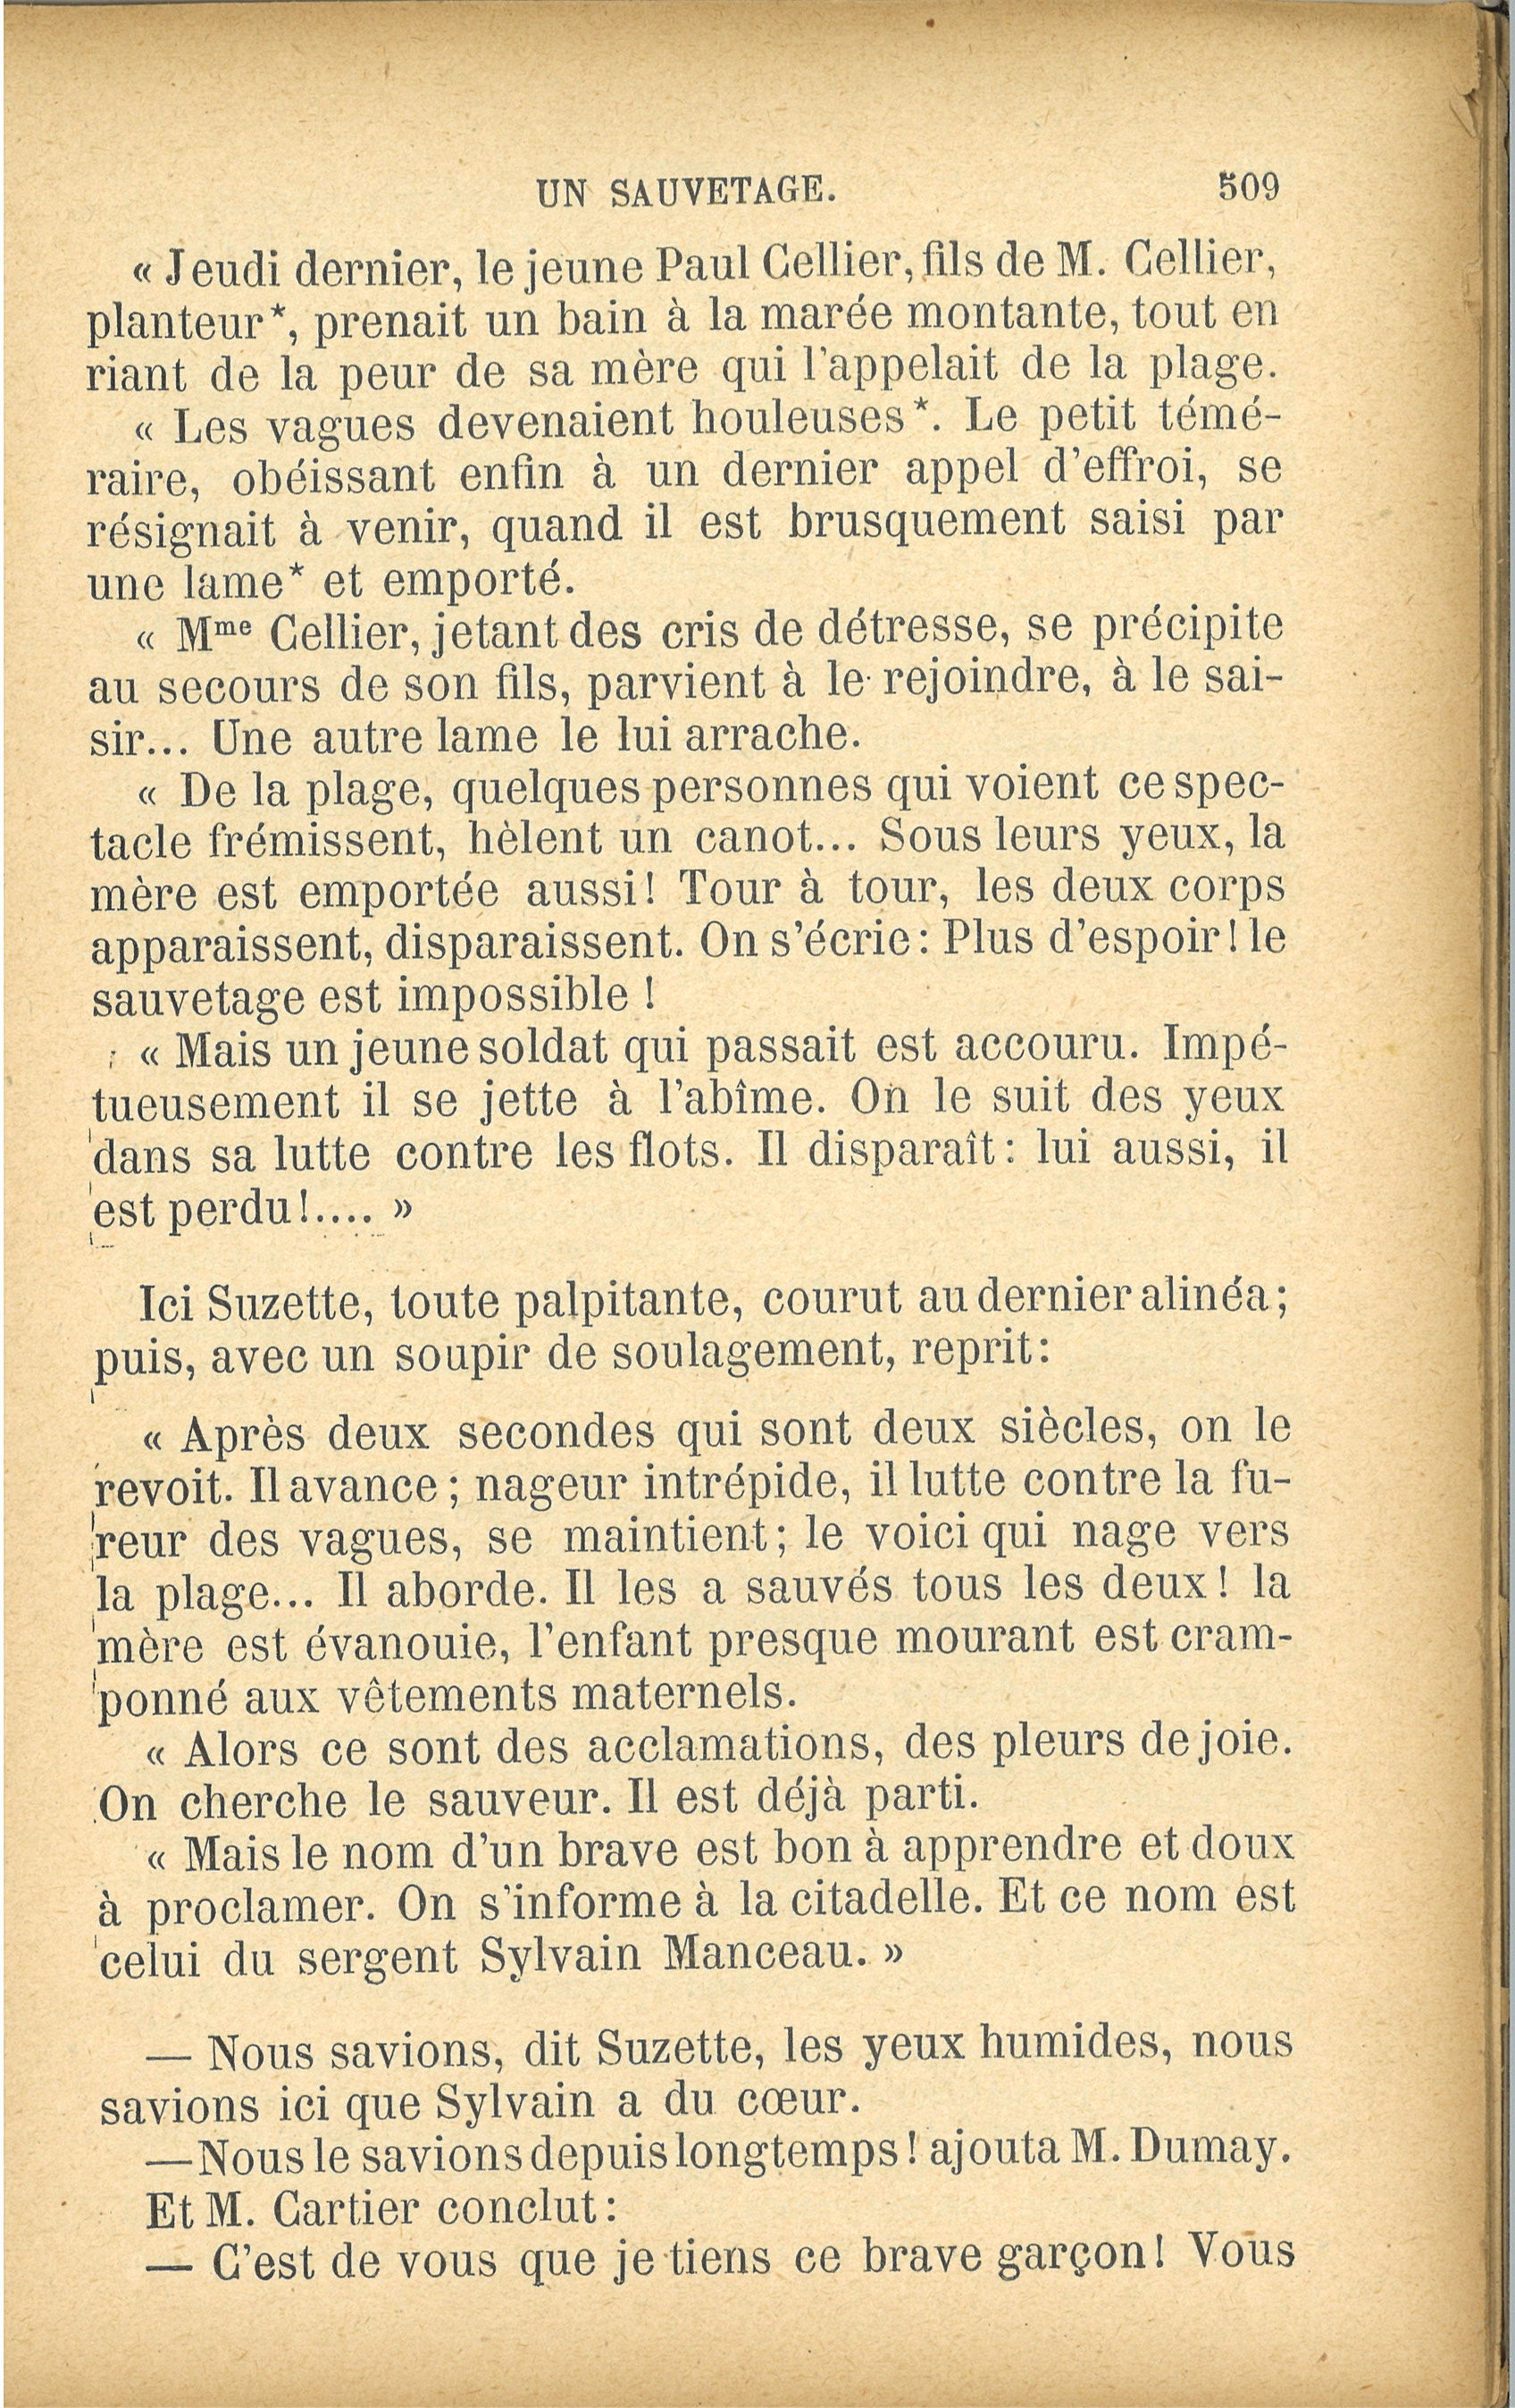 UN SAUVETAGE. 509
« Jeudi dernier, le jeune Paul Cellier, fils de M. Cellier,
planteur*, prenait un bain à la marée montante, tout en
riant de la peur de sa mère qui l'appelait de la plage.
« Les vagues devenaient houleuses*. Le petit témé-
raire, obéissant enfin à un dernier appel d'effroi, se
résignait à venir, quand il est brusquement saisi par
une lame* et emporté.
« Mme Cellier, jetant des cris de détresse, se précipite
au secours de son fils, parvient à le rejoindre, à le sai-
sir... Une autre lame le lui arrache.
« De la plage, quelques personnes qui voient ce spec-
tacle frémissent, hèlent un canot... Sous leurs yeux, la
mère est emportée aussi! Tour à tour, les deux corps
apparaissent, disparaissent. On s'écrie: Plus d'espoir! le
sauvetage est impossible !
« Mais un jeune soldat qui passait est accouru. Impé-
tueusement il se jette à l'abîme. On le suit des yeux
dans sa lutte contre les flots. Il disparaît: lui aussi, il
est perdu!.... »
Ici Suzette, toute palpitante, courut au dernier alinéa;
puis, avec un soupir de soulagement, reprit:
« Après deux secondes qui sont deux siècles, on le
revoit. Il avance; nageur intrépide, il lutte contre la fu-
reur des vagues, se maintient; le voici qui nage vers
la plage... Il aborde. Il les a sauvés tous les deux! la
mère est évanouie, l'enfant presque mourant est cram-
ponné aux vêtements maternels.
« Alors ce sont des acclamations, des pleurs de joie.
On cherche le sauveur. Il est déjà parti.
« Mais le nom d'un brave est bon à apprendre et doux
à proclamer. On s'informe à la citadelle. Et ce nom est
celui du sergent Sylvain Manceau. »
— Nous savions, dit Suzette, les yeux humides, nous
savions ici que Sylvain a du cœur.
— Nous le savions depuis longtemps! ajouta M. Dumay.
Et M. Cartier conclut:
— C'est de vous que je tiens ce brave garçon! Vous